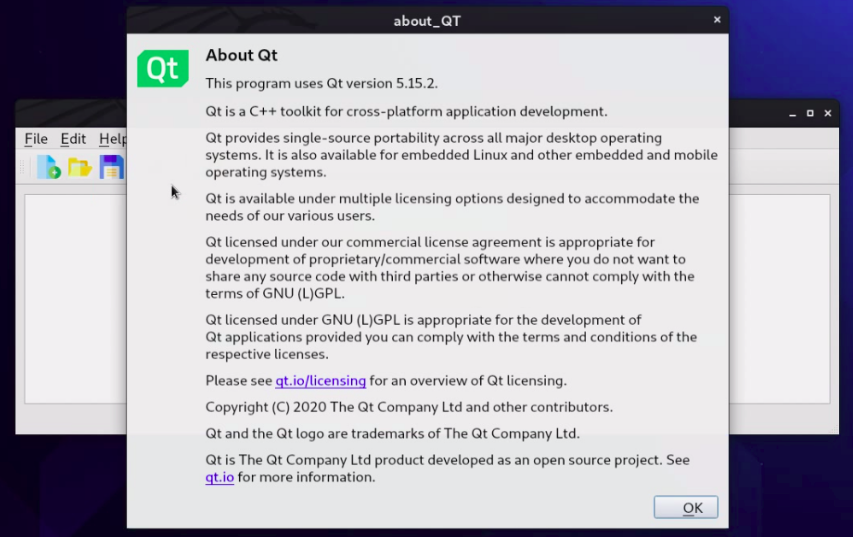 about_QT
Qt
About Qt
This program uses Qt version 5.15.2.
Qt is a C++ toolkit for cross-platform application development.
Qt provides single-source portability across all major desktop operating
systems. It is also available for embedded Linux and other embedded and mobile
operating systems.
Qt is available under multiple licensing options designed to accommodate the
needs of our various users.
Qt licensed under our commercial license agreement is appropriate for
development of proprietary/commercial software where you do not want to
share any source code with third parties or otherwise cannot comply with the
terms of GNU (L)GPL.
Qt licensed under GNU (L)GPL is appropriate for the development of
Qt applications provided you can comply with the terms and conditions of the
respective licenses.
Please see qt.io/licensing for an overview of Qt licensing.
Copyright (C) 2020 The Qt Company Ltd and other contributors.
Qt and the Qt logo are trademarks of The Qt Company Ltd.
Qt is The Qt Company Ltd product developed as an open source project. See
qt.io for more information.
OK
File Edit Help